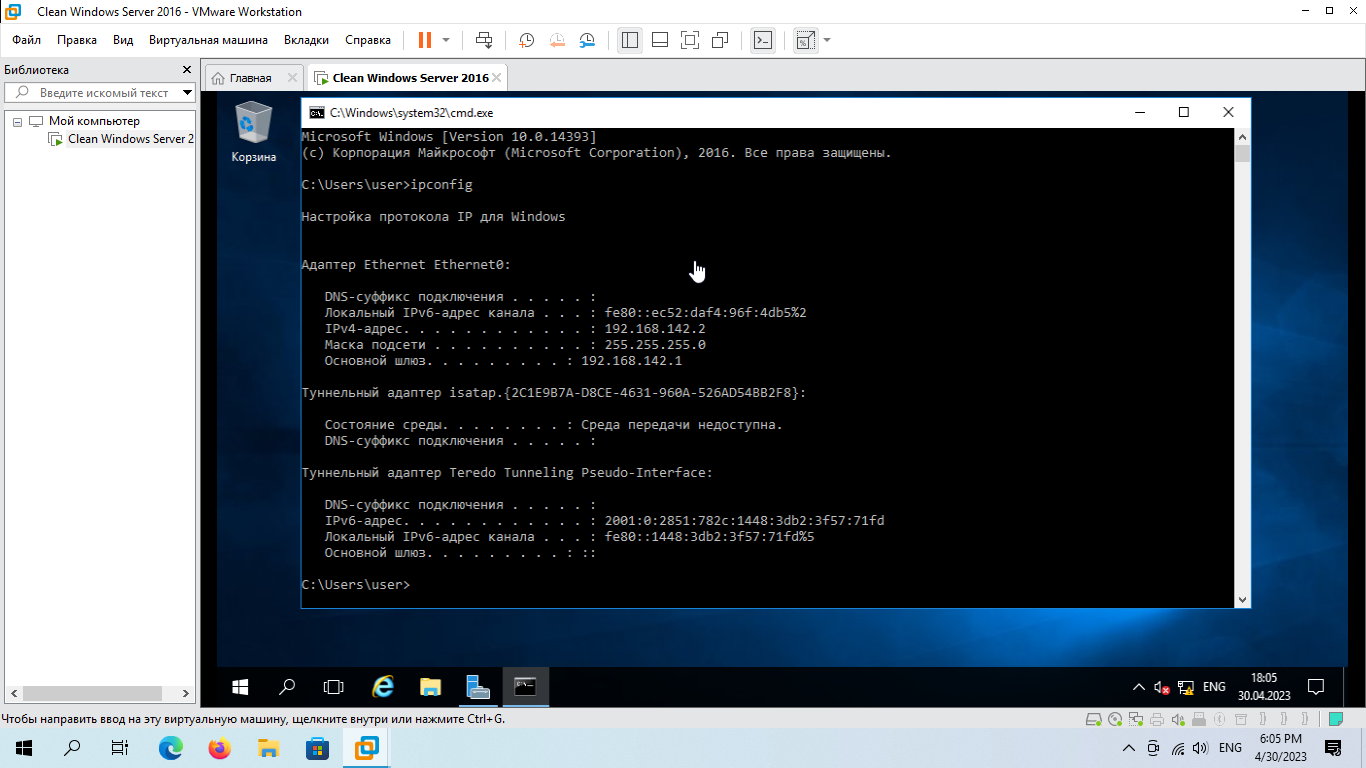 Clean Windows Server 2016 - VMware Workstation
Файл Правка Вид Виртуальная машина Вкладки Справка
Библиотека
Введите искомый текст
Мой компьютер
Clean Windows Server 2
Главная
Clean Windows Server 2016
Корзина
C:\Windows\system32\cmd.exe
Microsoft Windows [Version 10.0.14393]
(c) Корпорация Майкрософт (Microsoft Corporation), 2016. Все права защищены.
C:\Users\user>ipconfig
Настройка протокола IP для Windows
Адаптер Ethernet Ethernet0:
DNS-суффикс подключения . . . . . :
Локальный IPv6-адрес канала . . . : fe80::ec52:daf4:96f:4db5%2
IPv4-адрес. . . . . . . . . . . . : 192.168.142.2
Маска подсети . . . . . . . . . . : 255.255.255.0
Основной шлюз. . . . . . . . . : 192.168.142.1
Туннельный адаптер isatap.{2C1E9B7A-D8CE-4631-960A-526AD54BB2F8}:
Состояние среды. . . . . . . . : Среда передачи недоступна.
DNS-суффикс подключения . . . . . :
Туннельный адаптер Teredo Tunneling Pseudo-Interface:
DNS-суффикс подключения . . . . . :
IPv6-адрес. . . . . . . . . . . . : 2001:0:2851:782c:1448:3db2:3f57:71fd
Локальный IPv6-адрес канала . . . : fe80::1448:3db2:3f57:71fd%5
Основной шлюз. . . . . . . . . : ::
C:\Users\user>
ENG
18:05
30.04.2023
Чтобы направить ввод на эту виртуальную машину, щелкните внутри или нажмите Ctrl+G.
ENG
6:05 PM
4/30/2023